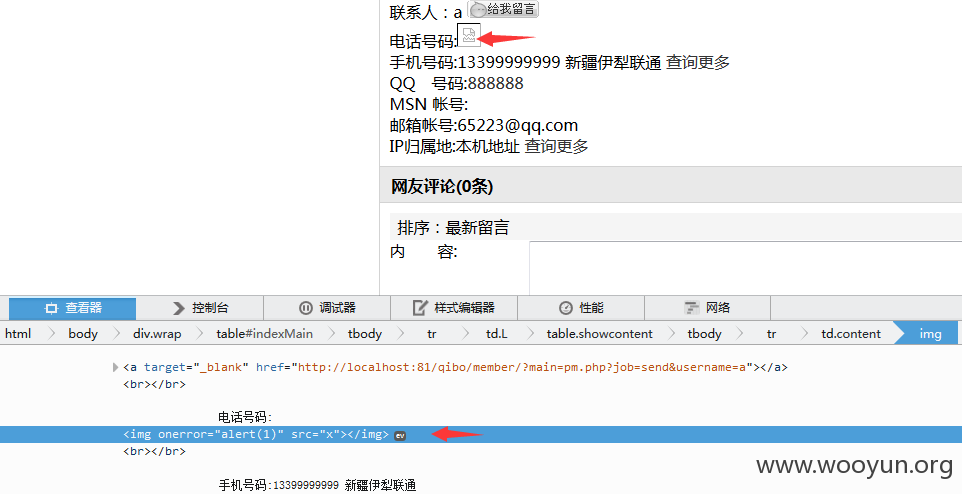 联系人：a 给我留言
电话号码:
手机号码:13399999999 新疆伊犁联通 查询更多
QQ 号码:888888
MSN 帐号:
邮箱帐号:65223@qq.com
IP归属地:本机地址 查询更多
网友评论(0条)
排序：最新留言
内 容:
查看器 控制台 调试器 样式编辑器 性能 网络
html body div.wrap table#indexMain tbody tr td.L table.showcontent tbody tr td.content img
<a target="_blank" href="http://localhost:81/qibo/member/?main=pm.php?job=send&username=a"></a>
<br></br>
电话号码:
<img onerror="alert(1)" src="x"></img> ev
<br></br>
手机号码:13399999999 新疆伊犁联通
www.wooyun.org